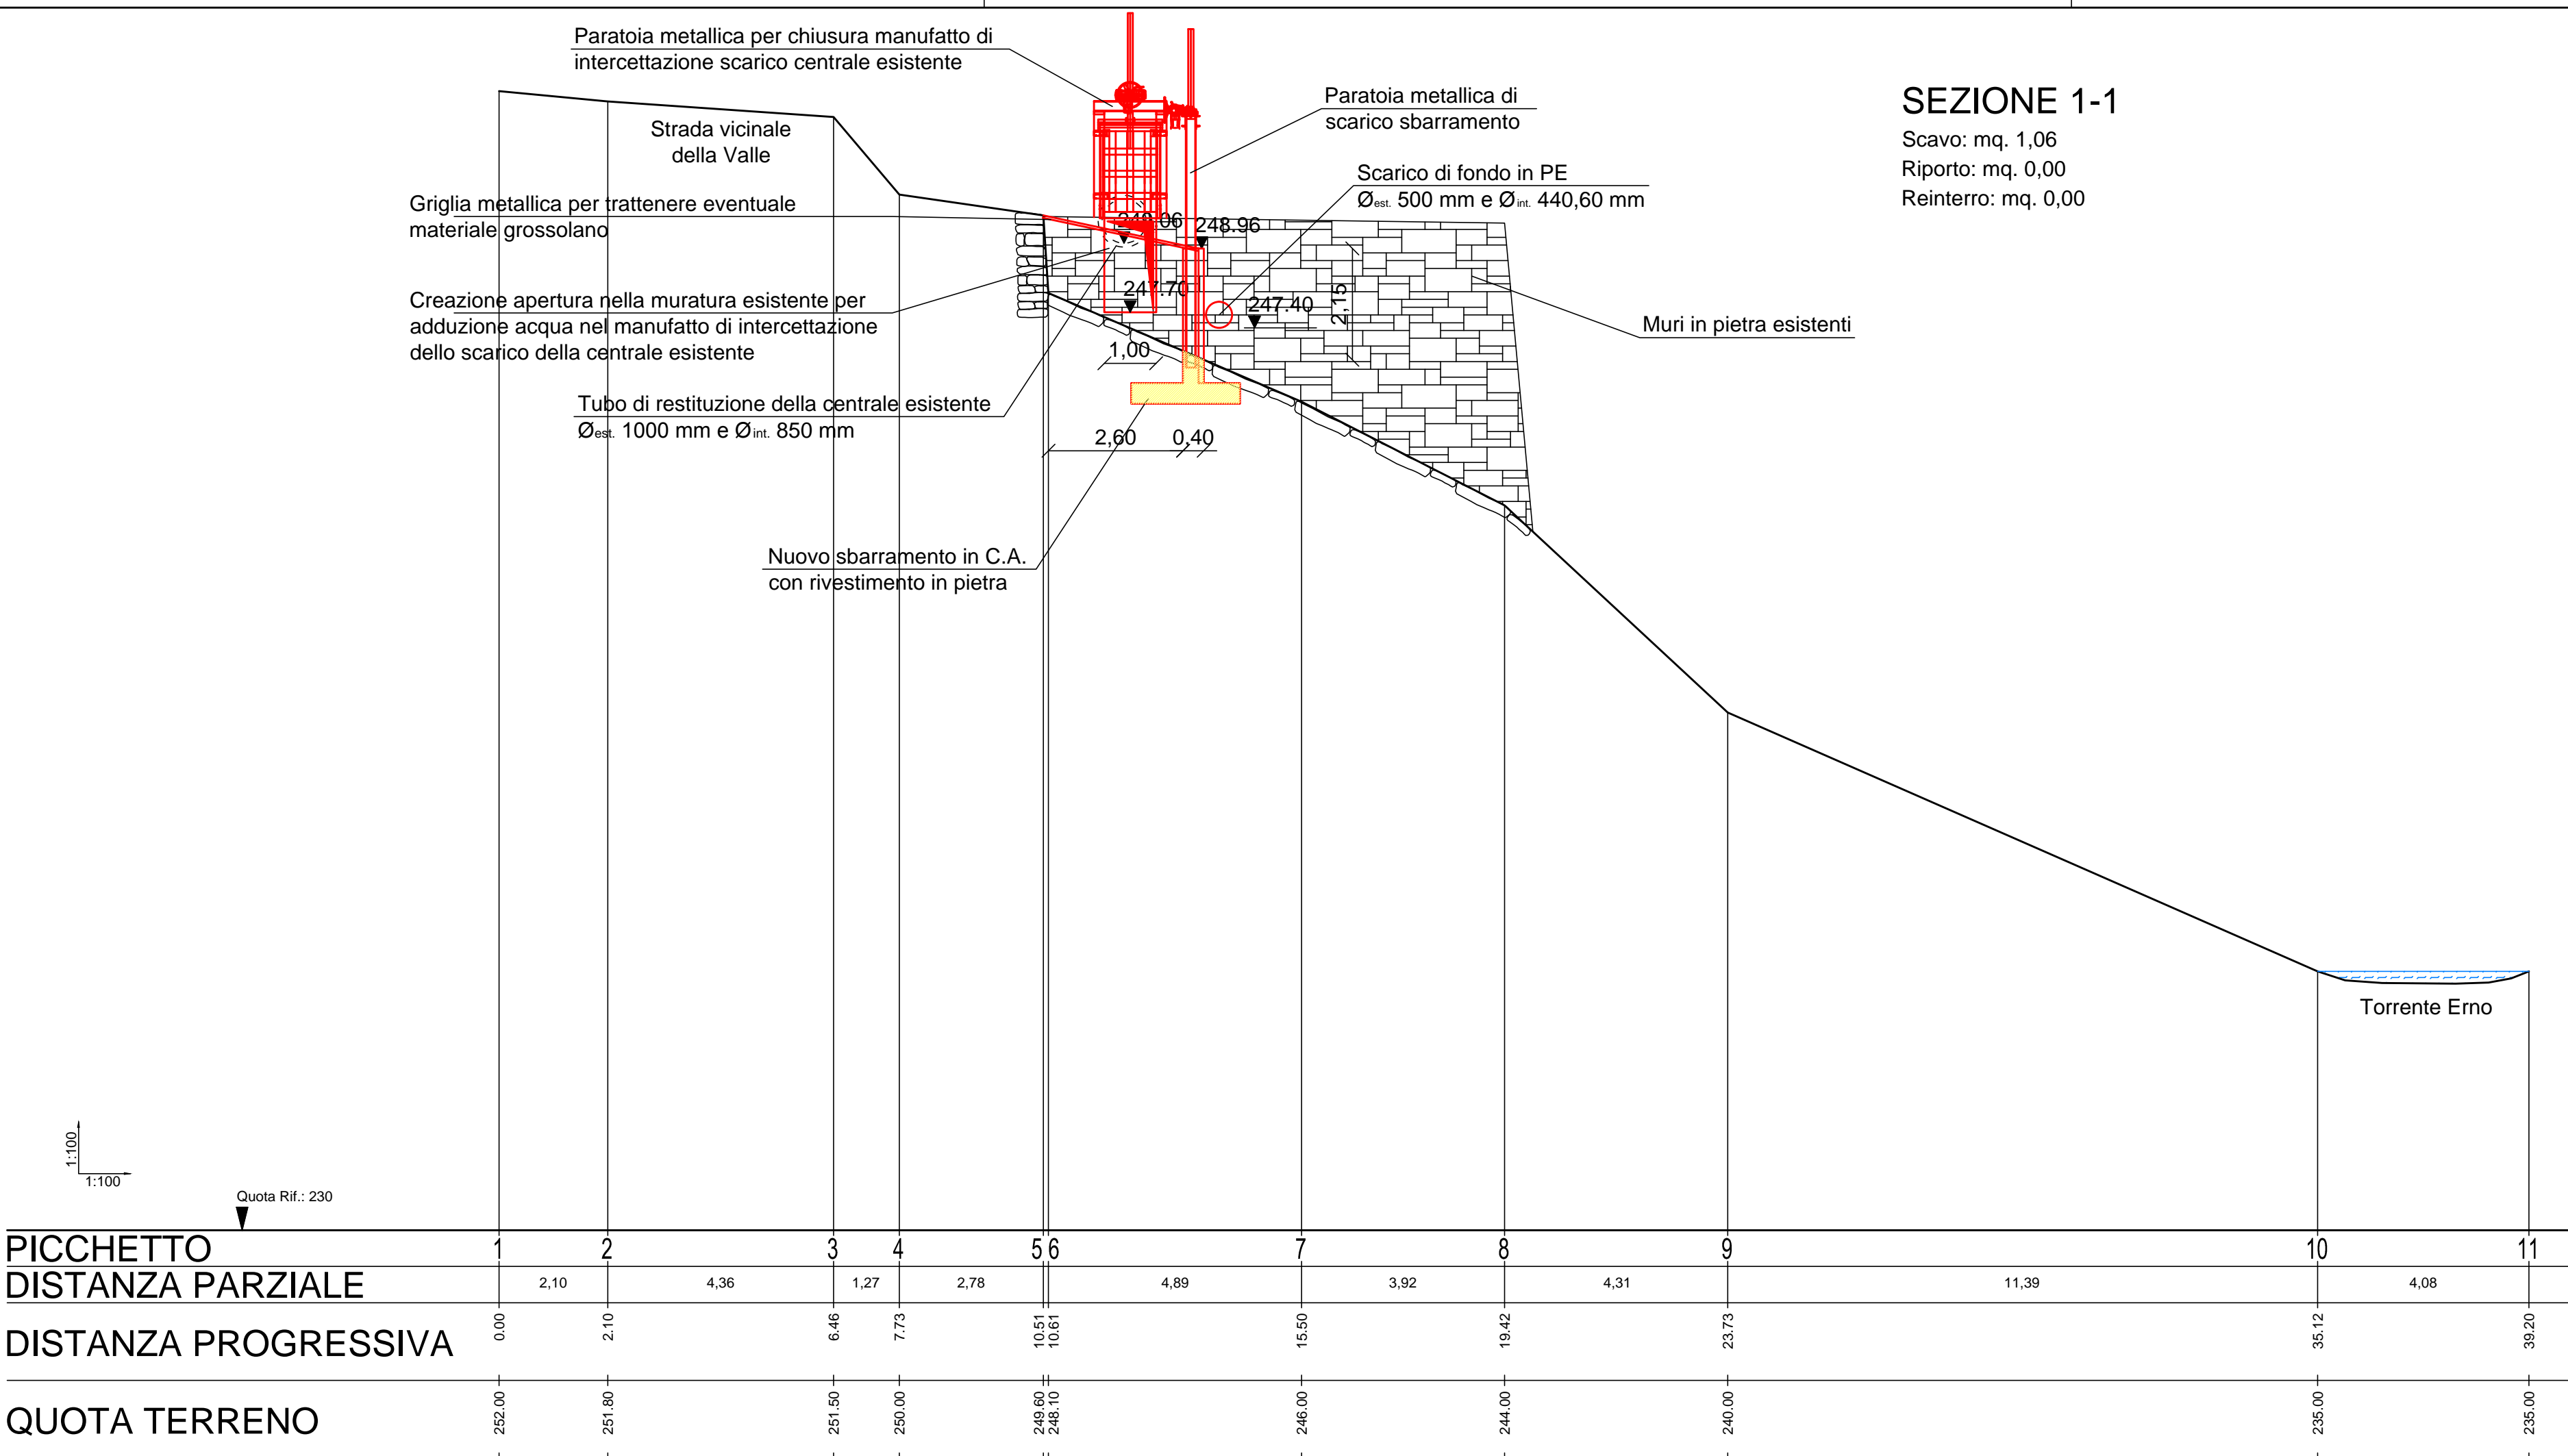 Paratoia metallica per chiusura manufatto di
intercettazione scarico centrale esistente
Paratoia metallica di
scarico sbarramento
SEZIONE 1-1
Scavo: mq. 1,06
Riporto: mq. 0,00
Reinterro: mq. 0,00
Strada vicinale
della Valle
Scarico di fondo in PE
Øest. 500 mm e Øint. 440,60 mm
Griglia metallica per trattenere eventuale
materiale grossolano
248.96
Creazione apertura nella muratura esistente per
adduzione acqua nel manufatto di intercettazione
dello scarico della centrale esistente
247.70
247.40
2,15
Muri in pietra esistenti
1,00
Tubo di restituzione della centrale esistente
Øest. 1000 mm e Øint. 850 mm
2,60 0,40
Nuovo sbarramento in C.A.
con rivestimento in pietra
Torrente Erno
1:100
1:100
Quota Rif.: 230
PICCHETTO 1 2 3 4 5 6 7 8 9 10 11
DISTANZA PARZIALE 2,10 4,36 1,27 2,78 4,89 3,92 4,31 11,39 4,08
DISTANZA PROGRESSIVA 0.00 2.10 6.46 7.73 10.51 10.61 15.50 19.42 23.73 35.12 39.20
QUOTA TERRENO 252.00 251.80 251.50 250.00 249.60 248.10 246.00 244.00 240.00 235.00 235.00